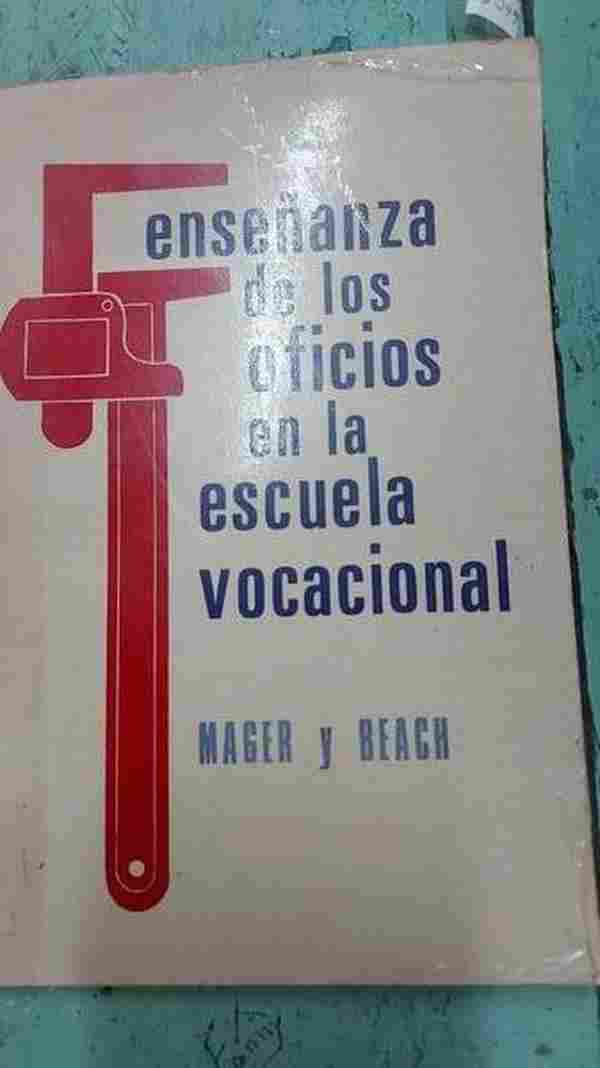 enseñanza
de los
oficios
en la
escuela
vocacional
MAGER y BEACH